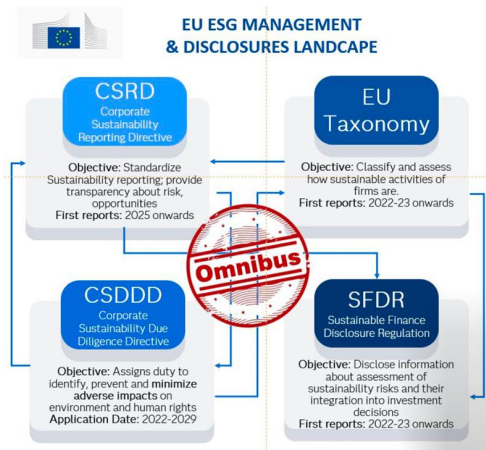 EU ESG MANAGEMENT
& DISCLOSURES LANDCAPE
CSRD
Corporate
Sustainability
Reporting Directive
Objective: Standardize
Sustainability reporting; provide
transparency about risk,
opportunities
First reports: 2025 onwards
EU
Taxonomy
Objective: Classify and assess
how sustainable activities of
firms are.
First reports: 2022-23 onwards
Omnibus
CSDDD
Corporate
Sustainability Due
Diligence Directive
Objective: Assigns duty to
identify, prevent and minimize
adverse impacts on
environment and human rights
Application Date: 2022-2029
SFDR
Sustainable Finance
Disclosure Regulation
Objective: Disclose information
about assessment of
sustainability risks and their
integration into investment
decisions
First reports: 2022-23 onwards